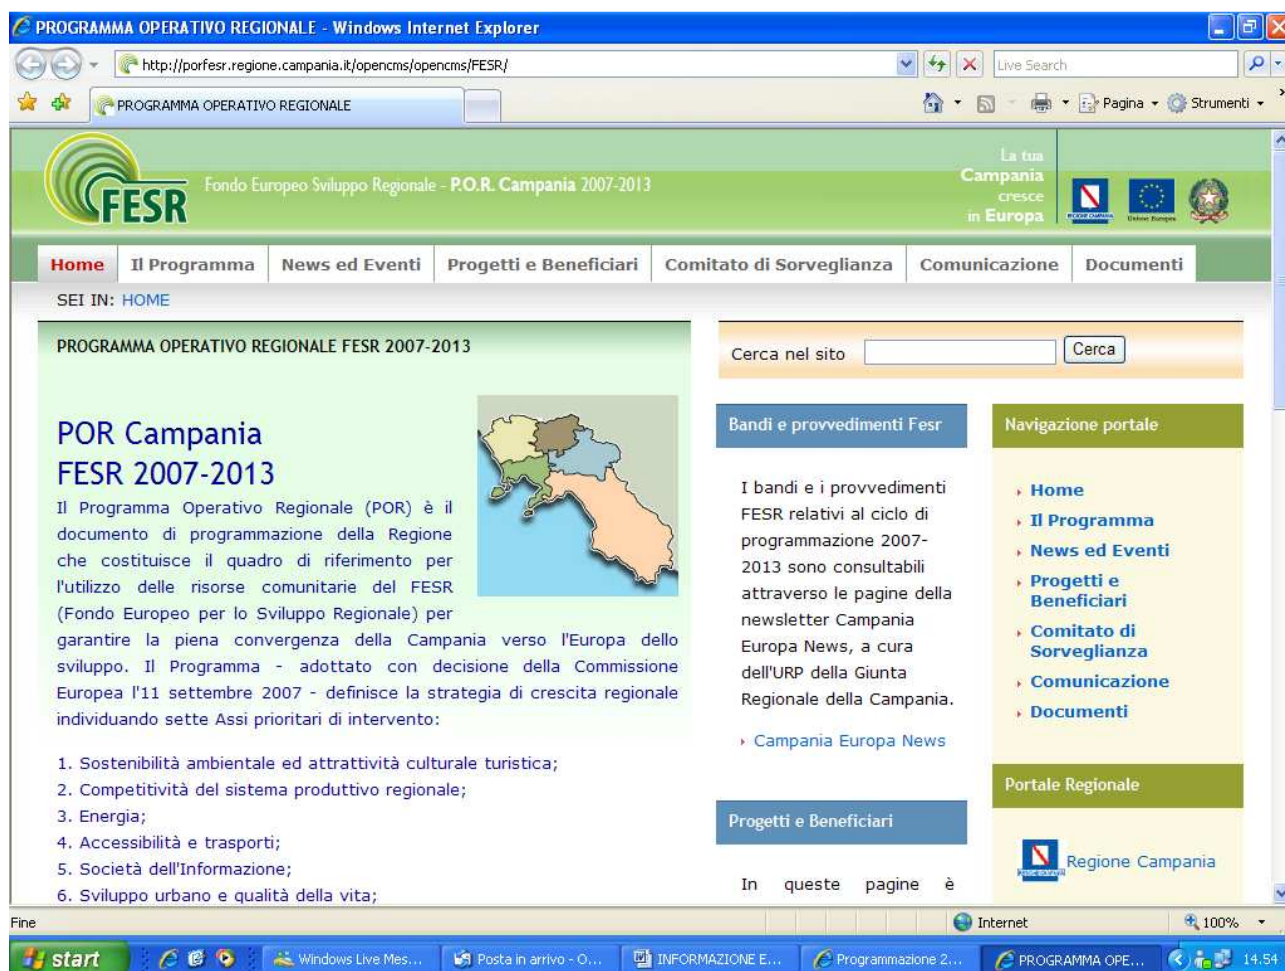 PROGRAMMA OPERATIVO REGIONALE - Windows Internet Explorer
http://porfesr.regione.campania.it/opencms/opencms/FESR/
Live Search
PROGRAMMA OPERATIVO REGIONALE
Pagina
Strumenti
FESR
Fondo Europeo Sviluppo Regionale - P.O.R. Campania 2007-2013
La tua
Campania
cresce
in Europa
REGIONE CAMPANIA
Unione Europea
Home
Il Programma
News ed Eventi
Progetti e Beneficiari
Comitato di Sorveglianza
Comunicazione
Documenti
SEI IN: HOME
PROGRAMMA OPERATIVO REGIONALE FESR 2007-2013
POR Campania
FESR 2007-2013
Il Programma Operativo Regionale (POR) è il
documento di programmazione della Regione
che costituisce il quadro di riferimento per
l'utilizzo delle risorse comunitarie del FESR
(Fondo Europeo per lo Sviluppo Regionale) per
garantire la piena convergenza della Campania verso l'Europa dello
sviluppo. Il Programma - adottato con decisione della Commissione
Europea l'11 settembre 2007 - definisce la strategia di crescita regionale
individuando sette Assi prioritari di intervento:
1. Sostenibilità ambientale ed attrattività culturale turistica;
2. Competitività del sistema produttivo regionale;
3. Energia;
4. Accessibilità e trasporti;
5. Società dell'Informazione;
6. Sviluppo urbano e qualità della vita;
Cerca nel sito
Cerca
Bandi e provvedimenti Fesr
I bandi e i provvedimenti
FESR relativi al ciclo di
programmazione 2007-
2013 sono consultabili
attraverso le pagine della
newsletter Campania
Europa News, a cura
dell'URP della Giunta
Regionale della Campania.
Campania Europa News
Progetti e Beneficiari
In queste pagine è
Navigazione portale
Home
Il Programma
News ed Eventi
Progetti e
Beneficiari
Comitato di
Sorveglianza
Comunicazione
Documenti
Portale Regionale
Regione Campania
Fine
Internet
100%
start
Windows Live Mes...
Posta in arrivo - O...
INFORMAZIONE E...
Programmazione 2...
PROGRAMMA OPE...
14.54